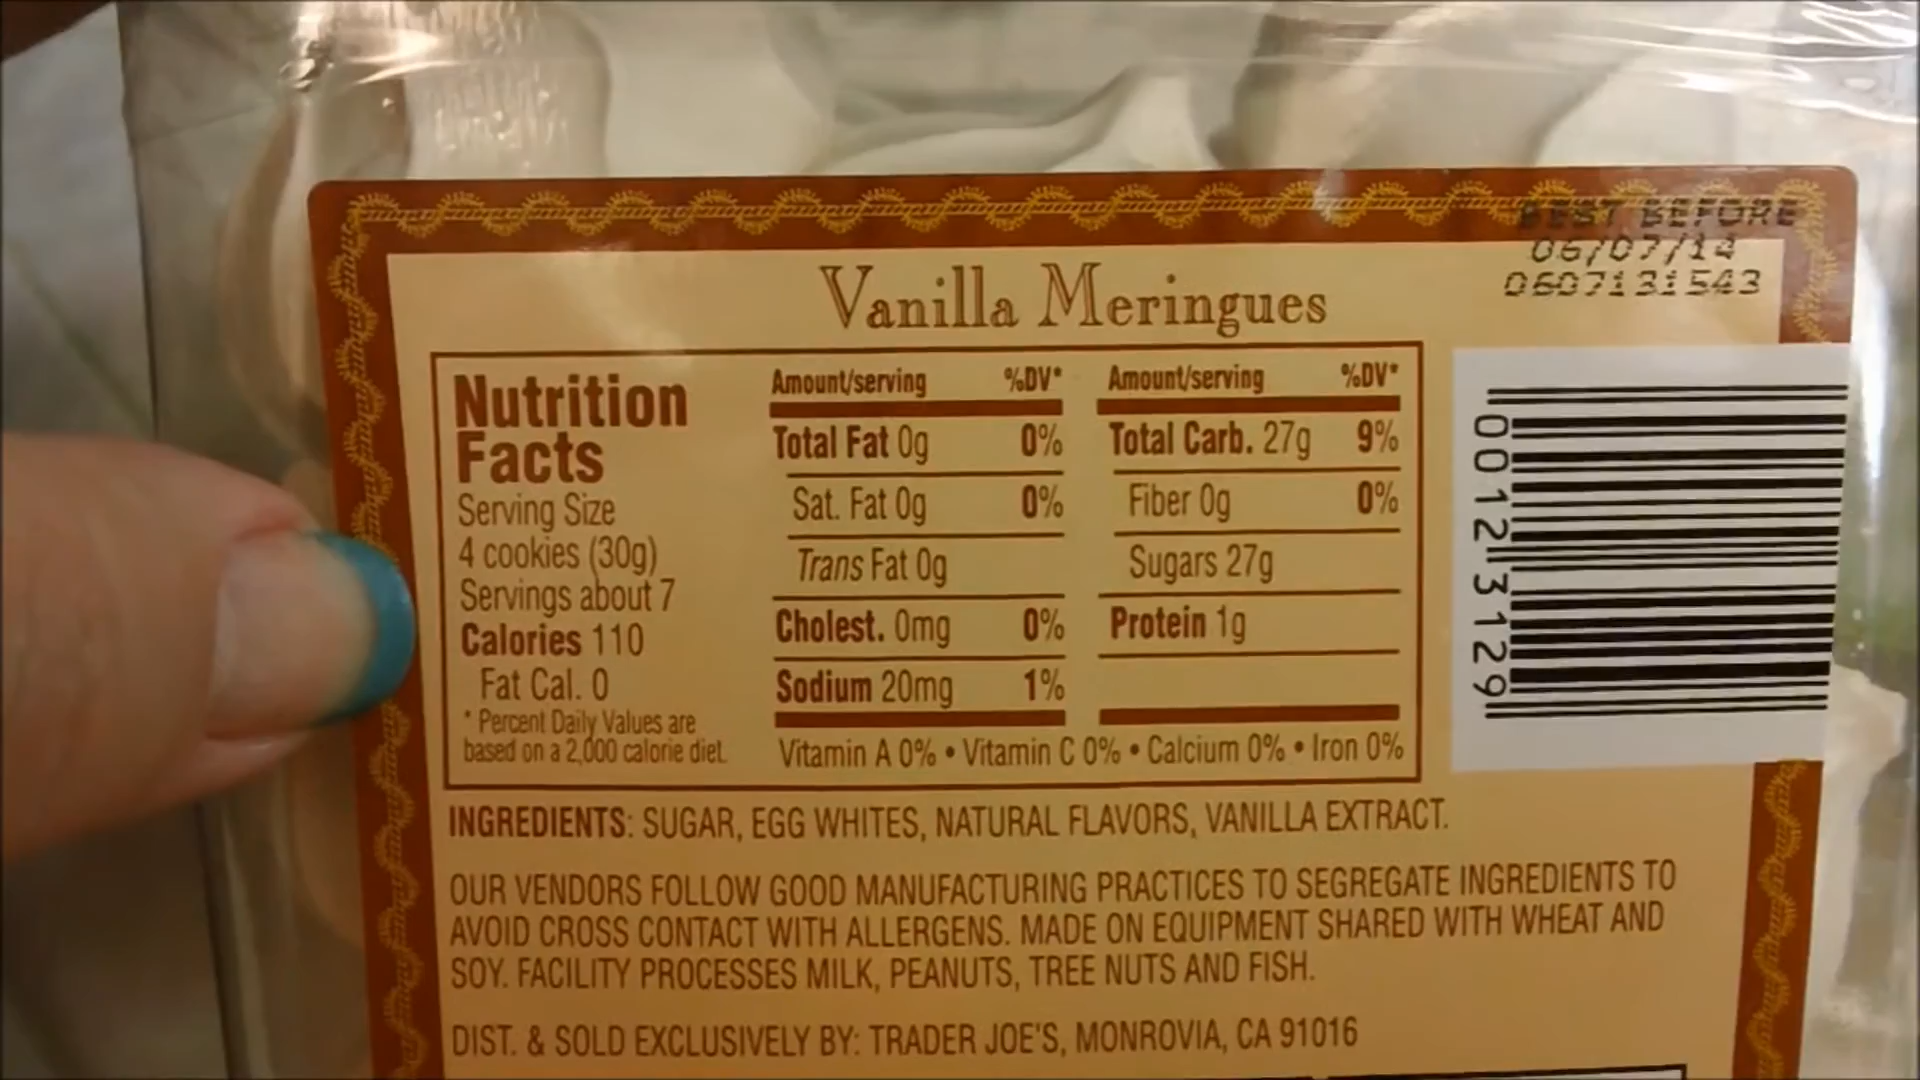 BEST BEFORE
06/07/14
0607131543
Vanilla Meringues
Nutrition
Facts
Serving Size
4 cookies (30g)
Servings about 7
Calories 110
Fat Cal. 0
* Percent Daily Values are
based on a 2,000 calorie diet.
Amount/serving %DV*
Total Fat 0g 0%
Sat. Fat 0g 0%
Trans Fat 0g
Cholest. 0mg 0%
Sodium 20mg 1%
Amount/serving %DV*
Total Carb. 27g 9%
Fiber 0g 0%
Sugars 27g
Protein 1g
Vitamin A 0% • Vitamin C 0% • Calcium 0% • Iron 0%
00123129
INGREDIENTS: SUGAR, EGG WHITES, NATURAL FLAVORS, VANILLA EXTRACT.
OUR VENDORS FOLLOW GOOD MANUFACTURING PRACTICES TO SEGREGATE INGREDIENTS TO
AVOID CROSS CONTACT WITH ALLERGENS. MADE ON EQUIPMENT SHARED WITH WHEAT AND
SOY. FACILITY PROCESSES MILK, PEANUTS, TREE NUTS AND FISH.
DIST. & SOLD EXCLUSIVELY BY: TRADER JOE'S, MONROVIA, CA 91016